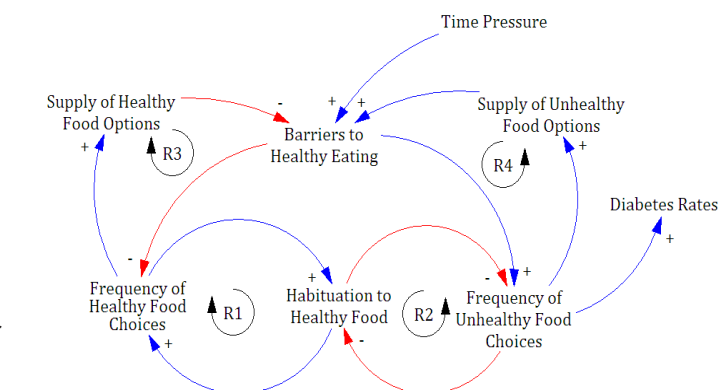 Time Pressure
Supply of Healthy
Food Options
-
+
+
Supply of Unhealthy
Food Options
+
R3
Barriers to
Healthy Eating
R4
+
Diabetes Rates
+
-
+
-
+
Frequency of
Healthy Food
Choices
R1
Habituation to
Healthy Food
R2
Frequency of
Unhealthy Food
Choices
+
-